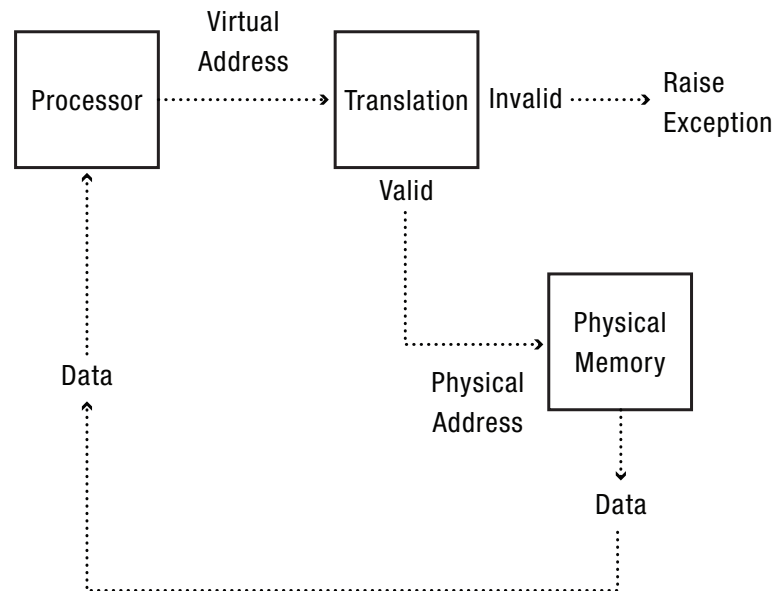 Virtual
Address
Processor
Translation
Invalid
Raise
Exception
Valid
Physical
Memory
Physical
Address
Data
Data